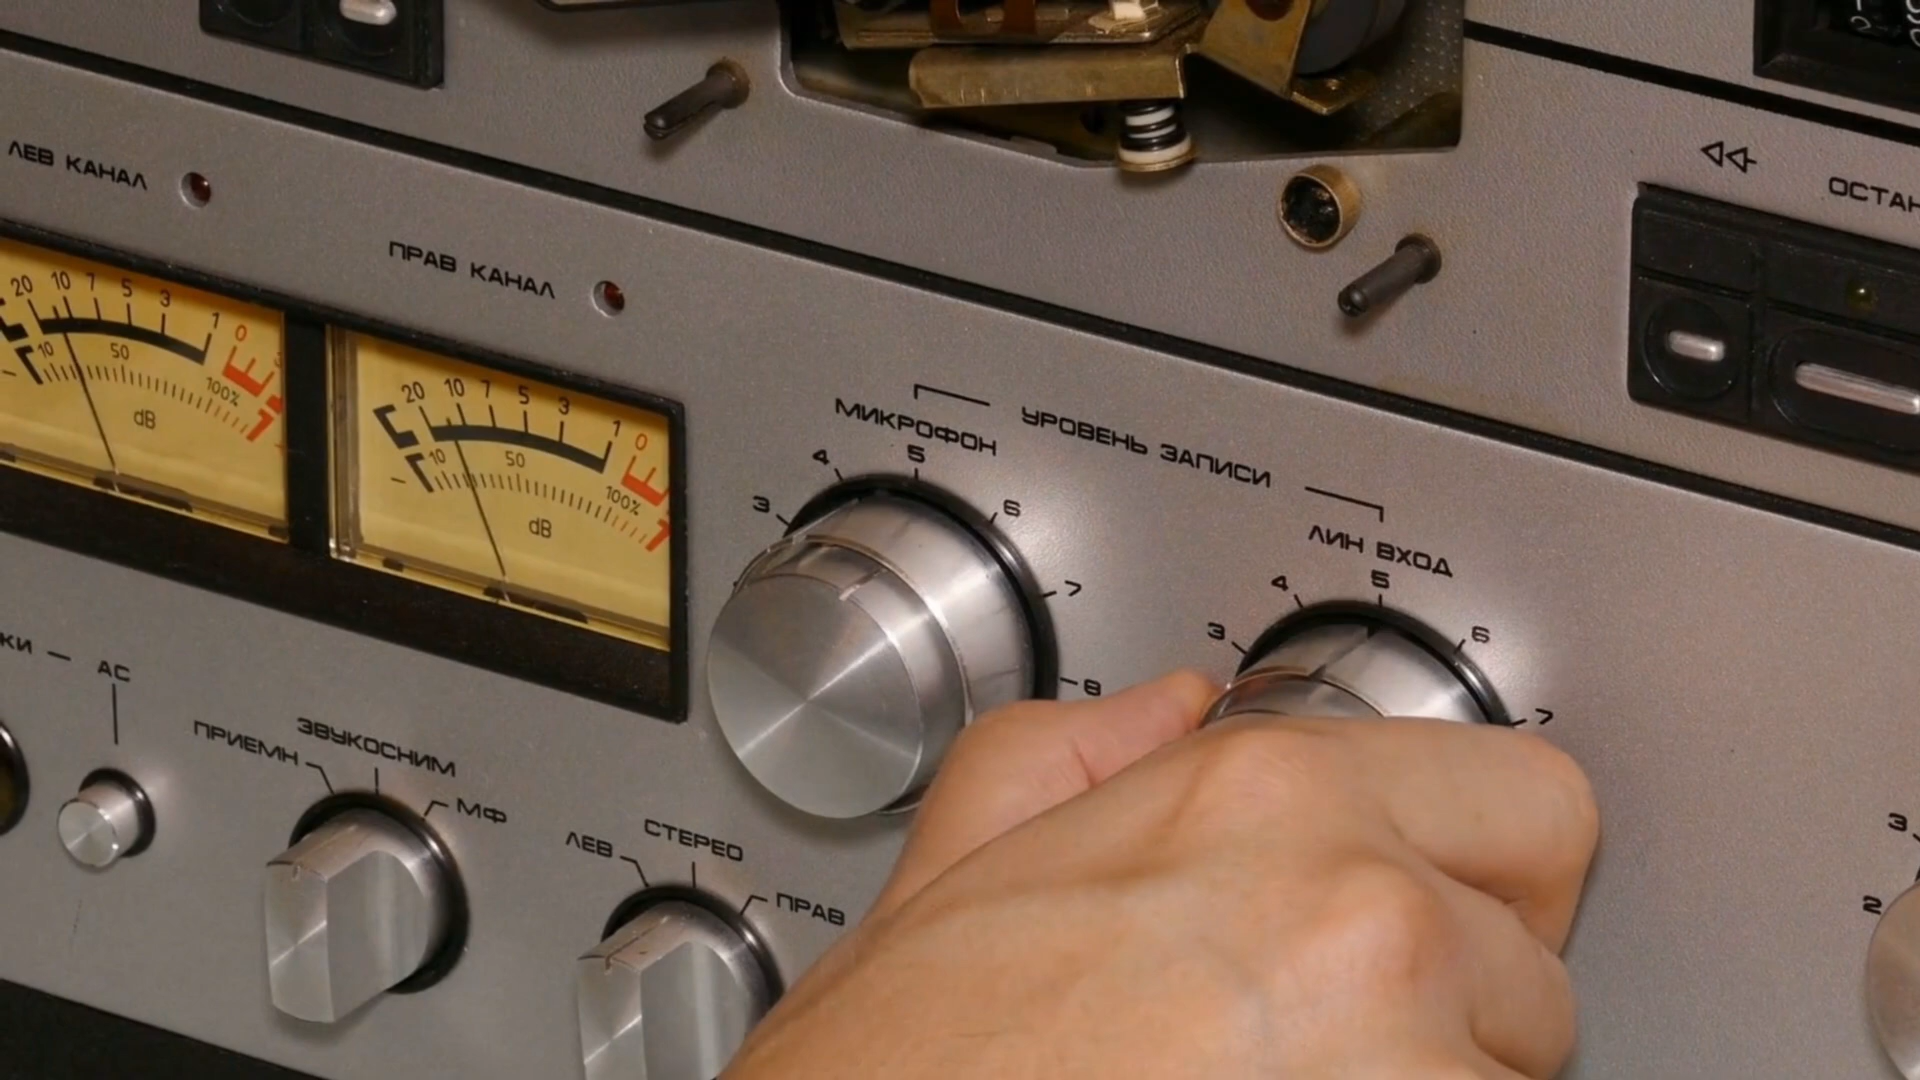 ЛЕВ КАНАЛ
ОСТАН
ПРАВ КАНАЛ
20 10 7 5 3 1 0
10 50 100%
dB
20 10 7 5 3 1 0
10 50 100%
dB
УРОВЕНЬ ЗАПИСИ
МИКРОФОН
3 4 5 6 7 8
ЛИН ВХОД
3 4 5 6 7
КИ — АС
ПРИЕМН ЗВУКОСНИМ МФ
ЛЕВ СТЕРЕО ПРАВ
3
2